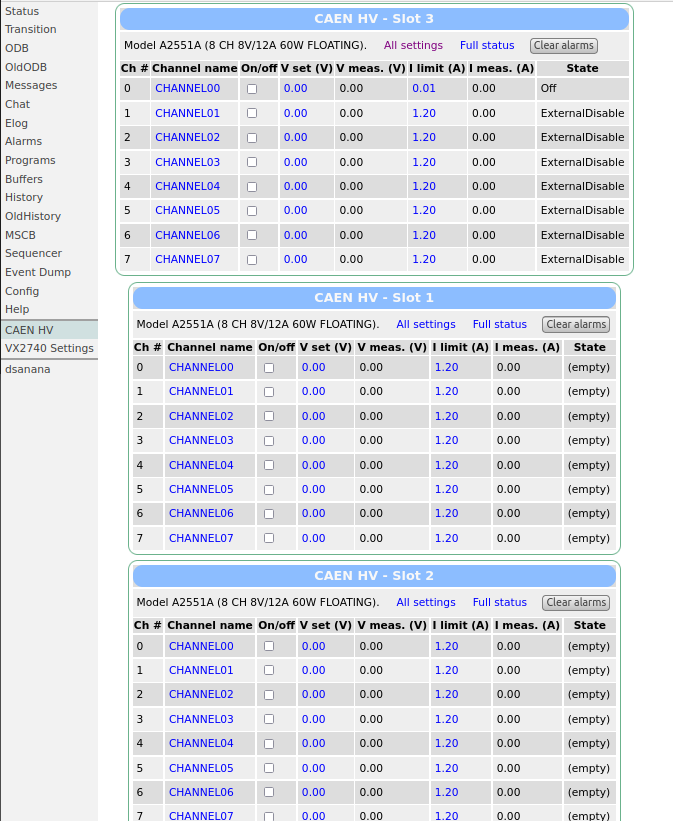 Status
Transition
ODB
OldODB
Messages
Chat
Elog
Alarms
Programs
Buffers
History
OldHistory
MSCB
Sequencer
Event Dump
Config
Help
CAEN HV
VX2740 Settings
dsanana
CAEN HV - Slot 3
Model A2551A (8 CH 8V/12A 60W FLOATING). All settings Full status Clear alarms
Ch # Channel name On/off V set (V) V meas. (V) I limit (A) I meas. (A) State
0 CHANNEL00 0.00 0.00 0.01 0.00 Off
1 CHANNEL01 0.00 0.00 1.20 0.00 ExternalDisable
2 CHANNEL02 0.00 0.00 1.20 0.00 ExternalDisable
3 CHANNEL03 0.00 0.00 1.20 0.00 ExternalDisable
4 CHANNEL04 0.00 0.00 1.20 0.00 ExternalDisable
5 CHANNEL05 0.00 0.00 1.20 0.00 ExternalDisable
6 CHANNEL06 0.00 0.00 1.20 0.00 ExternalDisable
7 CHANNEL07 0.00 0.00 1.20 0.00 ExternalDisable
CAEN HV - Slot 1
Model A2551A (8 CH 8V/12A 60W FLOATING). All settings Full status Clear alarms
Ch # Channel name On/off V set (V) V meas. (V) I limit (A) I meas. (A) State
0 CHANNEL00 0.00 0.00 1.20 0.00 (empty)
1 CHANNEL01 0.00 0.00 1.20 0.00 (empty)
2 CHANNEL02 0.00 0.00 1.20 0.00 (empty)
3 CHANNEL03 0.00 0.00 1.20 0.00 (empty)
4 CHANNEL04 0.00 0.00 1.20 0.00 (empty)
5 CHANNEL05 0.00 0.00 1.20 0.00 (empty)
6 CHANNEL06 0.00 0.00 1.20 0.00 (empty)
7 CHANNEL07 0.00 0.00 1.20 0.00 (empty)
CAEN HV - Slot 2
Model A2551A (8 CH 8V/12A 60W FLOATING). All settings Full status Clear alarms
Ch # Channel name On/off V set (V) V meas. (V) I limit (A) I meas. (A) State
0 CHANNEL00 0.00 0.00 1.20 0.00 (empty)
1 CHANNEL01 0.00 0.00 1.20 0.00 (empty)
2 CHANNEL02 0.00 0.00 1.20 0.00 (empty)
3 CHANNEL03 0.00 0.00 1.20 0.00 (empty)
4 CHANNEL04 0.00 0.00 1.20 0.00 (empty)
5 CHANNEL05 0.00 0.00 1.20 0.00 (empty)
6 CHANNEL06 0.00 0.00 1.20 0.00 (empty)
7 CHANNEL07 0.00 0.00 1.20 0.00 (empty)